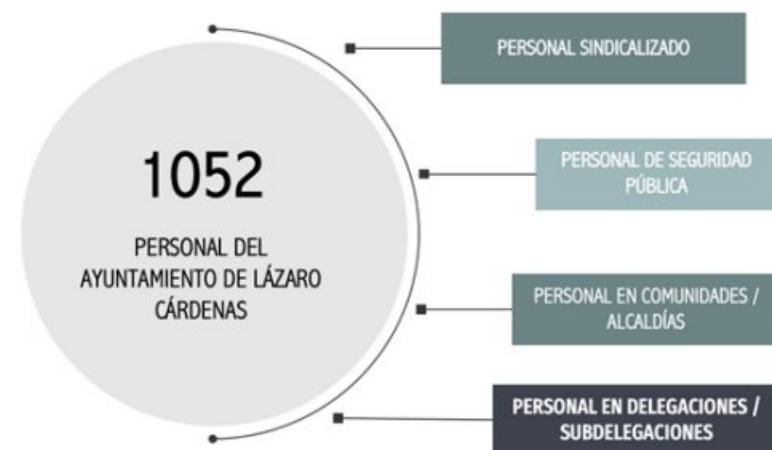 1052
PERSONAL DEL
AYUNTAMIENTO DE LÁZARO
CÁRDENAS
PERSONAL SINDICALIZADO
PERSONAL DE SEGURIDAD
PÚBLICA
PERSONAL EN COMUNIDADES /
ALCALDÍAS
PERSONAL EN DELEGACIONES /
SUBDELEGACIONES